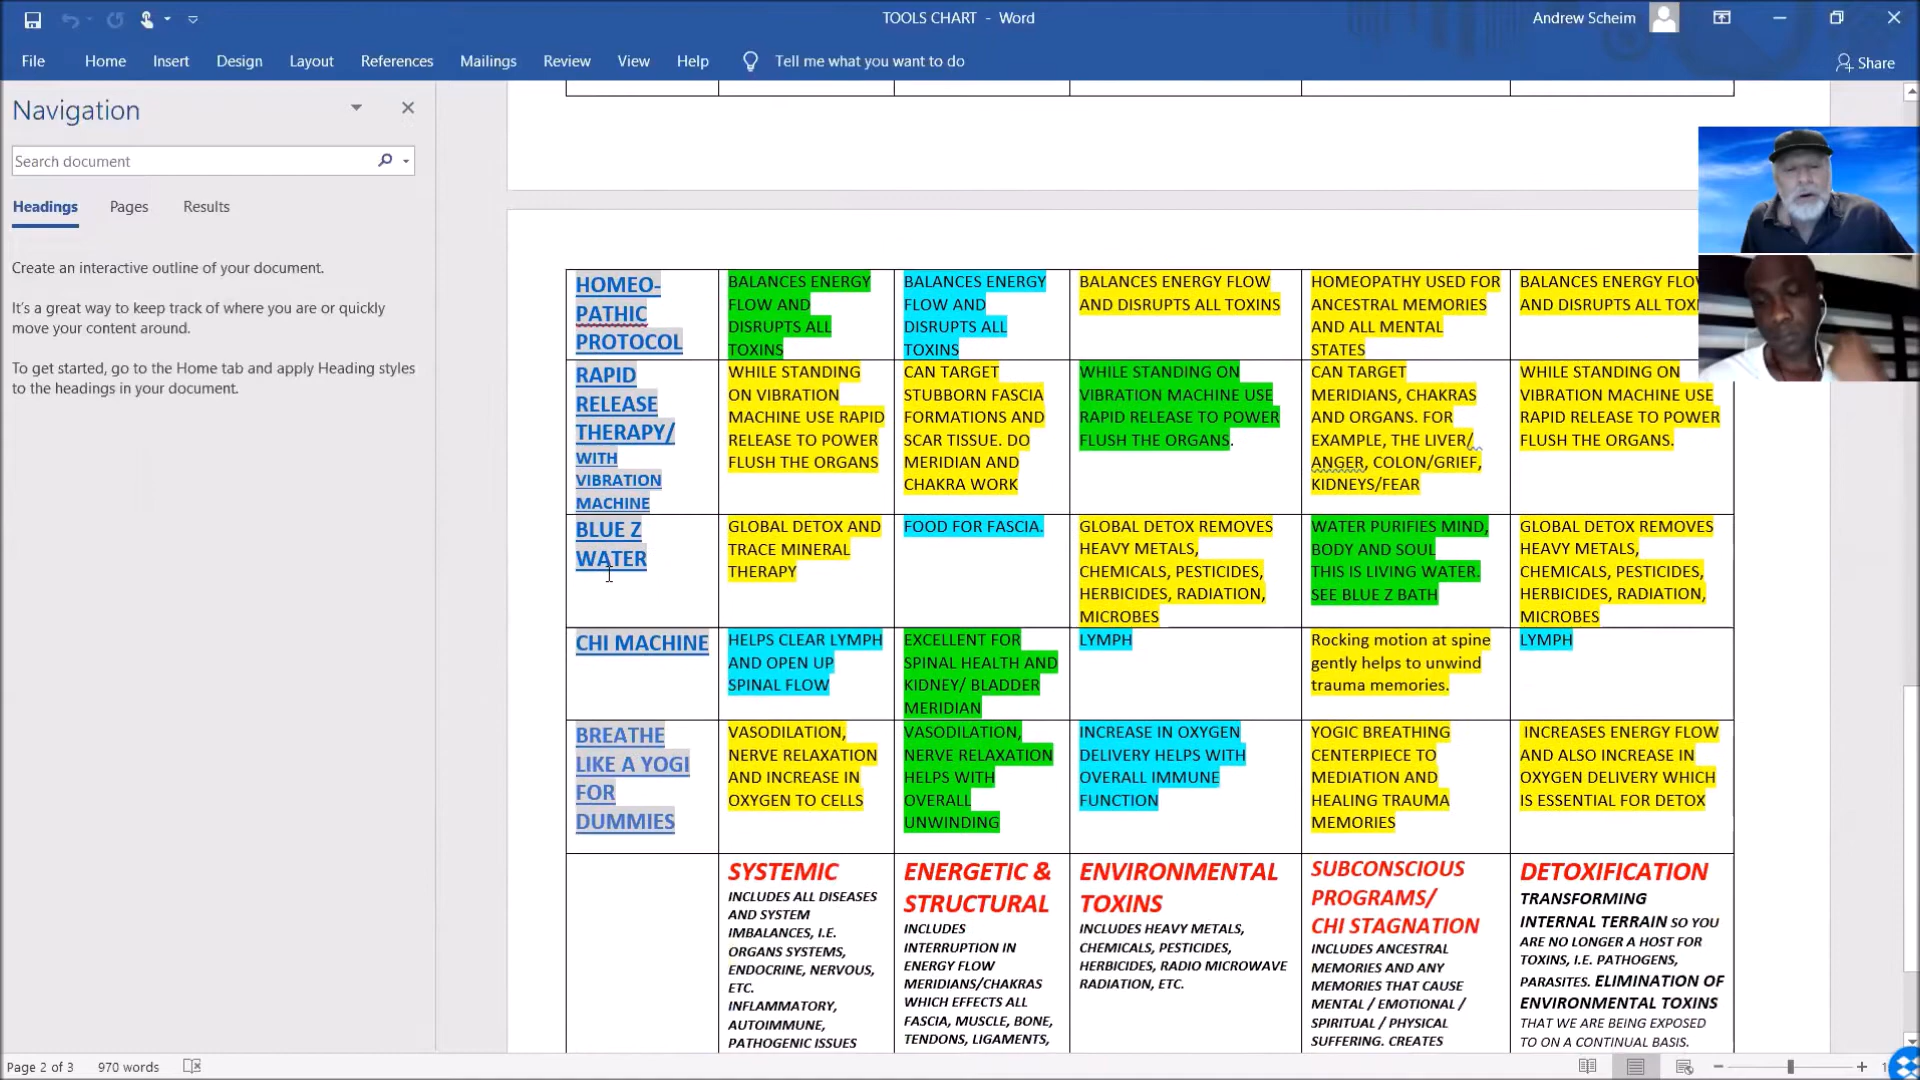 TOOLS CHART - Word
Andrew Scheim
File Home Insert Design Layout References Mailings Review View Help Tell me what you want to do
Share
Navigation
Search document
Headings Pages Results
Create an interactive outline of your document.
It's a great way to keep track of where you are or quickly
move your content around.
To get started, go to the Home tab and apply Heading styles
to the headings in your document.
HOMEO-
PATHIC
PROTOCOL
BALANCES ENERGY
FLOW AND
DISRUPTS ALL
TOXINS
BALANCES ENERGY
FLOW AND
DISRUPTS ALL
TOXINS
BALANCES ENERGY FLOW
AND DISRUPTS ALL TOXINS
HOMEOPATHY USED FOR
ANCESTRAL MEMORIES
AND ALL MENTAL
STATES
BALANCES ENERGY FLO
AND DISRUPTS ALL TOX
RAPID
RELEASE
THERAPY/
WITH
VIBRATION
MACHINE
WHILE STANDING
ON VIBRATION
MACHINE USE RAPID
RELEASE TO POWER
FLUSH THE ORGANS
CAN TARGET
STUBBORN FASCIA
FORMATIONS AND
SCAR TISSUE. DO
MERIDIAN AND
CHAKRA WORK
WHILE STANDING ON
VIBRATION MACHINE USE
RAPID RELEASE TO POWER
FLUSH THE ORGANS.
CAN TARGET
MERIDIANS, CHAKRAS
AND ORGANS. FOR
EXAMPLE, THE LIVER/
ANGER, COLON/GRIEF,
KIDNEYS/FEAR
WHILE STANDING ON
VIBRATION MACHINE USE
RAPID RELEASE TO POWER
FLUSH THE ORGANS.
BLUE Z
WATER
GLOBAL DETOX AND
TRACE MINERAL
THERAPY
FOOD FOR FASCIA.
GLOBAL DETOX REMOVES
HEAVY METALS,
CHEMICALS, PESTICIDES,
HERBICIDES, RADIATION,
MICROBES
WATER PURIFIES MIND,
BODY AND SOUL
THIS IS LIVING WATER.
SEE BLUE Z BATH
GLOBAL DETOX REMOVES
HEAVY METALS,
CHEMICALS, PESTICIDES,
HERBICIDES, RADIATION,
MICROBES
CHI MACHINE
HELPS CLEAR LYMPH
AND OPEN UP
SPINAL FLOW
EXCELLENT FOR
SPINAL HEALTH AND
KIDNEY/ BLADDER
MERIDIAN
LYMPH
Rocking motion at spine
gently helps to unwind
trauma memories.
LYMPH
BREATHE
LIKE A YOGI
FOR
DUMMIES
VASODILATION,
NERVE RELAXATION
AND INCREASE IN
OXYGEN TO CELLS
VASODILATION,
NERVE RELAXATION
HELPS WITH
OVERALL
UNWINDING
INCREASE IN OXYGEN
DELIVERY HELPS WITH
OVERALL IMMUNE
FUNCTION
YOGIC BREATHING
CENTERPIECE TO
MEDIATION AND
HEALING TRAUMA
MEMORIES
INCREASES ENERGY FLOW
AND ALSO INCREASE IN
OXYGEN DELIVERY WHICH
IS ESSENTIAL FOR DETOX
SYSTEMIC
INCLUDES ALL DISEASES
AND SYSTEM
IMBALANCES, I.E.
ORGANS SYSTEMS,
ENDOCRINE, NERVOUS,
ETC.
INFLAMMATORY,
AUTOIMMUNE,
PATHOGENIC ISSUES
ENERGETIC &
STRUCTURAL
INCLUDES
INTERRUPTION IN
ENERGY FLOW
MERIDIANS/CHAKRAS
WHICH EFFECTS ALL
FASCIA, MUSCLE, BONE,
TENDONS, LIGAMENTS,
ENVIRONMENTAL
TOXINS
INCLUDES HEAVY METALS,
CHEMICALS, PESTICIDES,
HERBICIDES, RADIO MICROWAVE
RADIATION, ETC.
SUBCONSCIOUS
PROGRAMS/
CHI STAGNATION
INCLUDES ANCESTRAL
MEMORIES AND ANY
MEMORIES THAT CAUSE
MENTAL / EMOTIONAL /
SPIRITUAL / PHYSICAL
SUFFERING. CREATES
DETOXIFICATION
TRANSFORMING
INTERNAL TERRAIN SO YOU
ARE NO LONGER A HOST FOR
TOXINS, I.E. PATHOGENS,
PARASITES. ELIMINATION OF
ENVIRONMENTAL TOXINS
THAT WE ARE BEING EXPOSED
TO ON A CONTINUAL BASIS.
Page 2 of 3 970 words